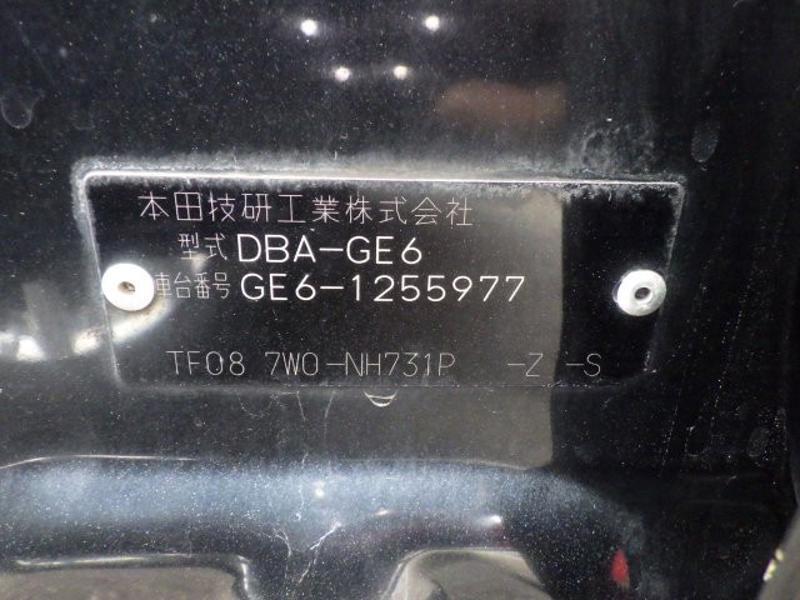 本田技研工業株式会社
型式 DBA-GE6
車台番号 GE6-1255977
TF08 7W0-NH731P -Z -S